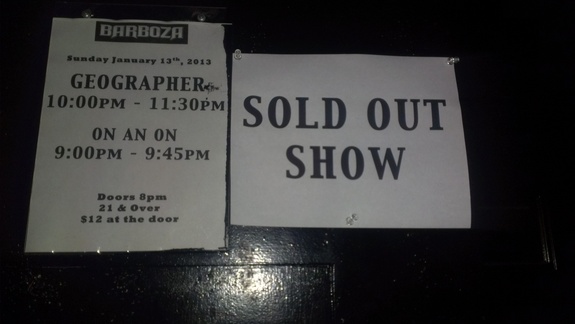 BARBOZA
Sunday January 13th, 2013
GEOGRAPHER
10:00PM - 11:30PM
ON AN ON
9:00PM - 9:45PM
Doors 8pm
21 & Over
$12 at the door
SOLD OUT
SHOW